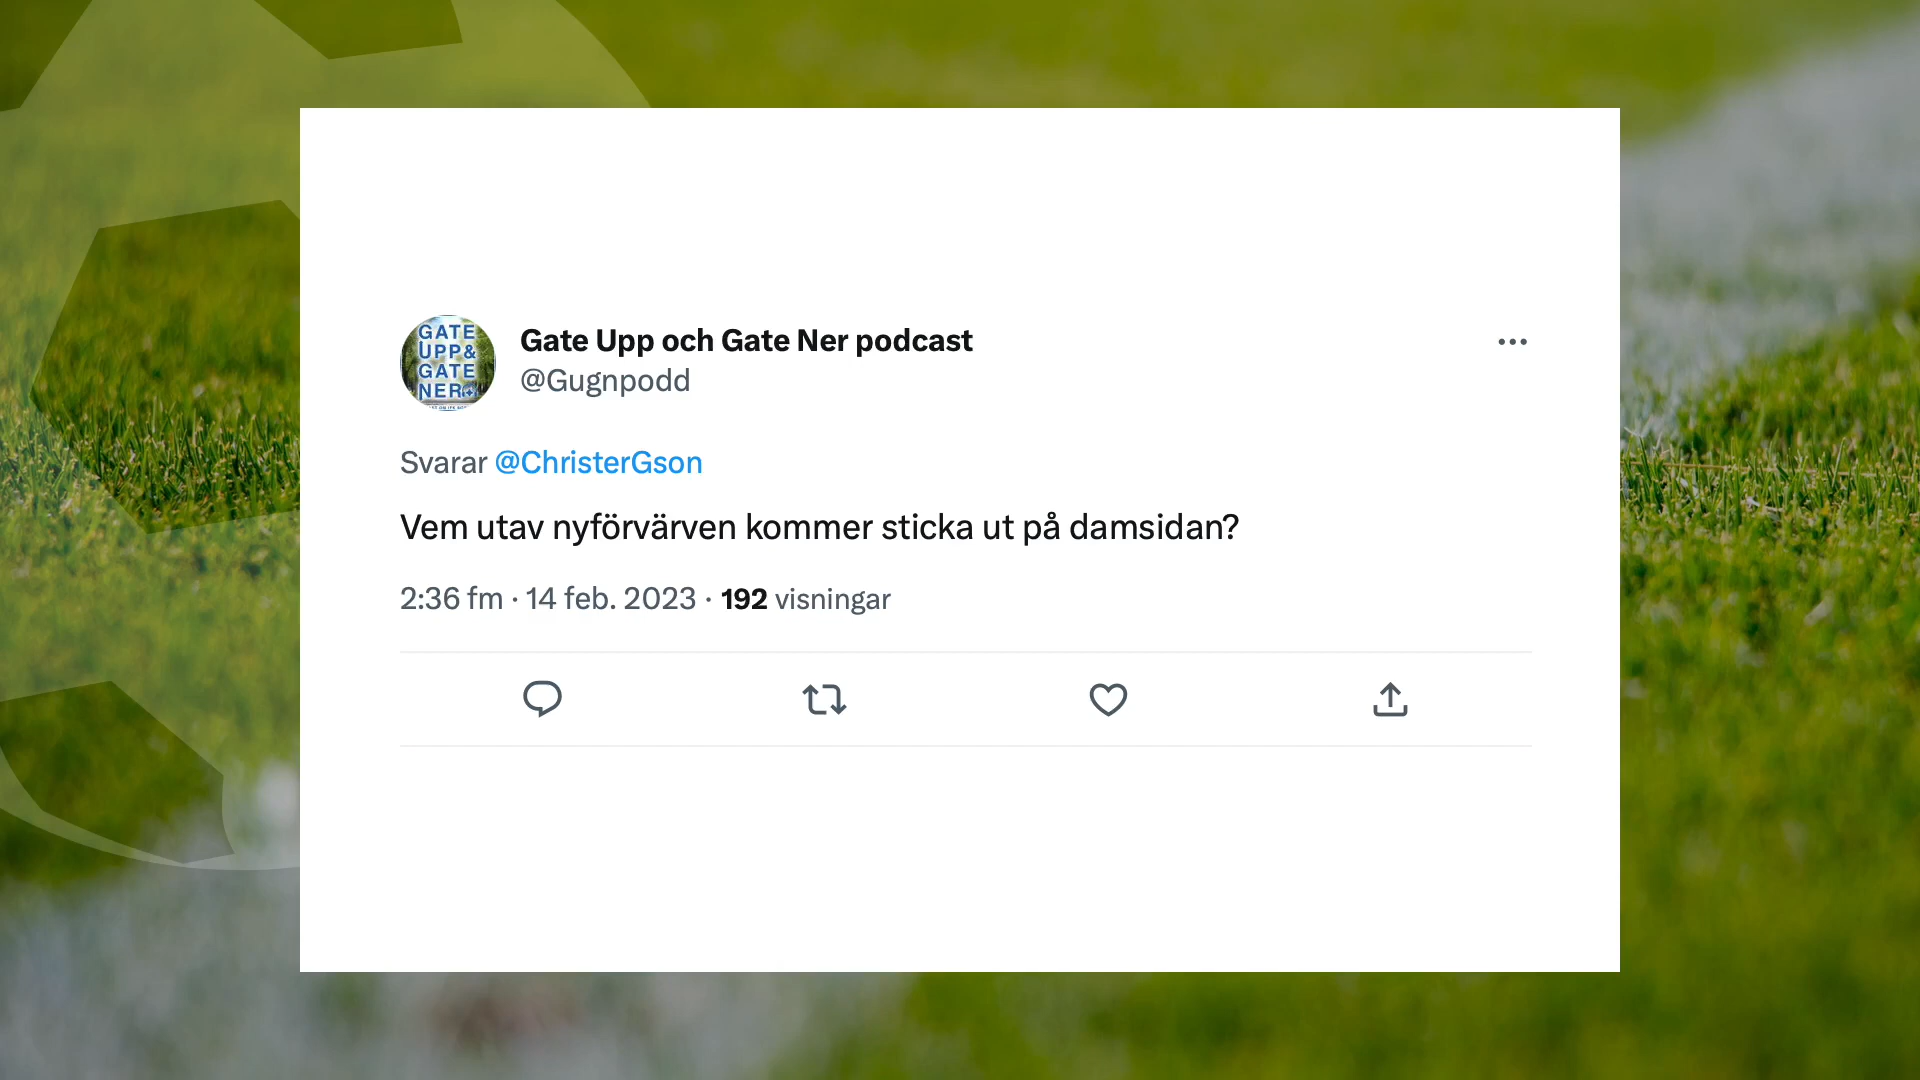 GATE
UPP &
GATE
NER
Gate Upp och Gate Ner podcast
@Gugnpodd
Svarar @ChristerGson
Vem utav nyförvärven kommer sticka ut på damsidan?
2:36 fm · 14 feb. 2023 · 192 visningar